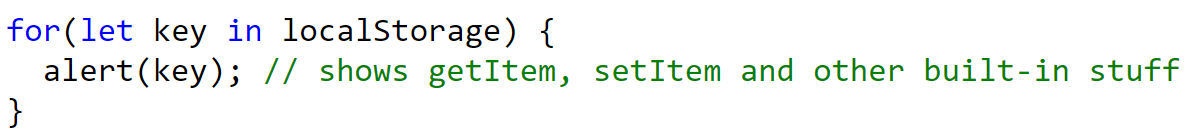 for(let key in localStorage) {
  alert(key); // shows getItem, setItem and other built-in stuff
}